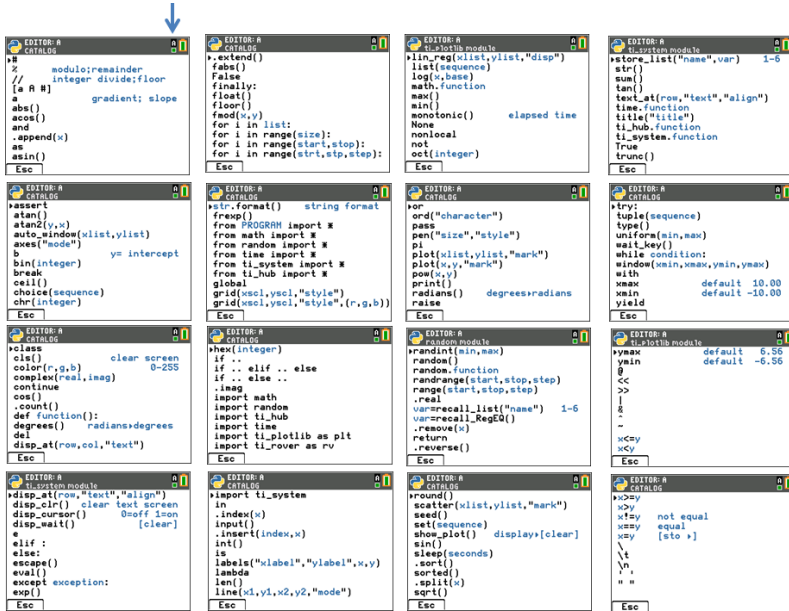 EDITOR: A A
CATALOG
▸#
% modulo;remainder
// integer divide;floor
[a A #]
a gradient; slope
abs()
acos()
and
.append(x)
as
asin()
Esc
EDITOR: A A
CATALOG
▸assert
atan()
atan2(y,x)
auto_window(xlist,ylist)
axes("mode")
b y= intercept
bin(integer)
break
ceil()
choice(sequence)
chr(integer)
Esc
EDITOR: A A
CATALOG
▸class
cls() clear screen
color(r,g,b) 0-255
complex(real,imag)
continue
cos()
.count()
def function():
degrees() radians▸degrees
del
disp_at(row,col,"text")
Esc
EDITOR: A A
ti_system module
▸disp_at(row,"text","align")
disp_clr() clear text screen
disp_cursor() 0=off 1=on
disp_wait() [clear]
e
elif :
else:
escape()
eval()
except exception:
exp()
Esc
EDITOR: A A
CATALOG
▸.extend()
fabs()
False
finally:
float()
floor()
fmod(x,y)
for i in list:
for i in range(size):
for i in range(start,stop):
for i in range(strt,stp,step):
Esc
EDITOR: A A
CATALOG
▸str.format() string format
frexp()
from PROGRAM import *
from math import *
from random import *
from time import *
from ti_system import *
from ti_hub import *
global
grid(xscl,yscl,"style")
grid(xscl,yscl,"style",(r,g,b))
Esc
EDITOR: A A
CATALOG
▸hex(integer)
if ..
if .. elif .. else
if .. else ..
.imag
import math
import random
import ti_hub
import time
import ti_plotlib as plt
import ti_rover as rv
Esc
EDITOR: A A
CATALOG
▸import ti_system
in
.index(x)
input()
.insert(index,x)
int()
is
labels("xlabel","ylabel",x,y)
lambda
len()
line(x1,y1,x2,y2,"mode")
Esc
EDITOR: A A
ti_plotlib module
▸lin_reg(xlist,ylist,"disp")
list(sequence)
log(x,base)
math.function
max()
min()
monotonic() elapsed time
None
nonlocal
not
oct(integer)
Esc
EDITOR: A A
CATALOG
▸or
ord("character")
pass
pen("size","style")
pi
plot(xlist,ylist,"mark")
plot(x,y,"mark")
pow(x,y)
print()
radians() degrees▸radians
raise
Esc
EDITOR: A A
random module
▸randint(min,max)
random()
random.function
randrange(start,stop,step)
range(start,stop,step)
.real
var=recall_list("name") 1-6
var=recall_RegEQ()
.remove(x)
return
.reverse()
Esc
EDITOR: A A
CATALOG
▸round()
scatter(xlist,ylist,"mark")
seed()
set(sequence)
show_plot() display▸[clear]
sin()
sleep(seconds)
.sort()
sorted()
.split(x)
sqrt()
Esc
EDITOR: A A
ti_system module
▸store_list("name",var) 1-6
str()
sum()
tan()
text_at(row,"text","align")
time.function
title("title")
ti_hub.function
ti_system.function
True
trunc()
Esc
EDITOR: A A
CATALOG
▸try:
tuple(sequence)
type()
uniform(min,max)
wait_key()
while condition:
window(xmin,xmax,ymin,ymax)
with
xmax default 10.00
xmin default -10.00
yield
Esc
EDITOR: A A
ti_plotlib module
▸ymax default 6.56
ymin default -6.56
@
<<
>>
|
&
^
~
x<=y
x<y
Esc
EDITOR: A A
CATALOG
▸x>=y
x>y
x!=y not equal
x==y equal
x=y [sto ▸]
\
\t
\n
' '
" "
Esc